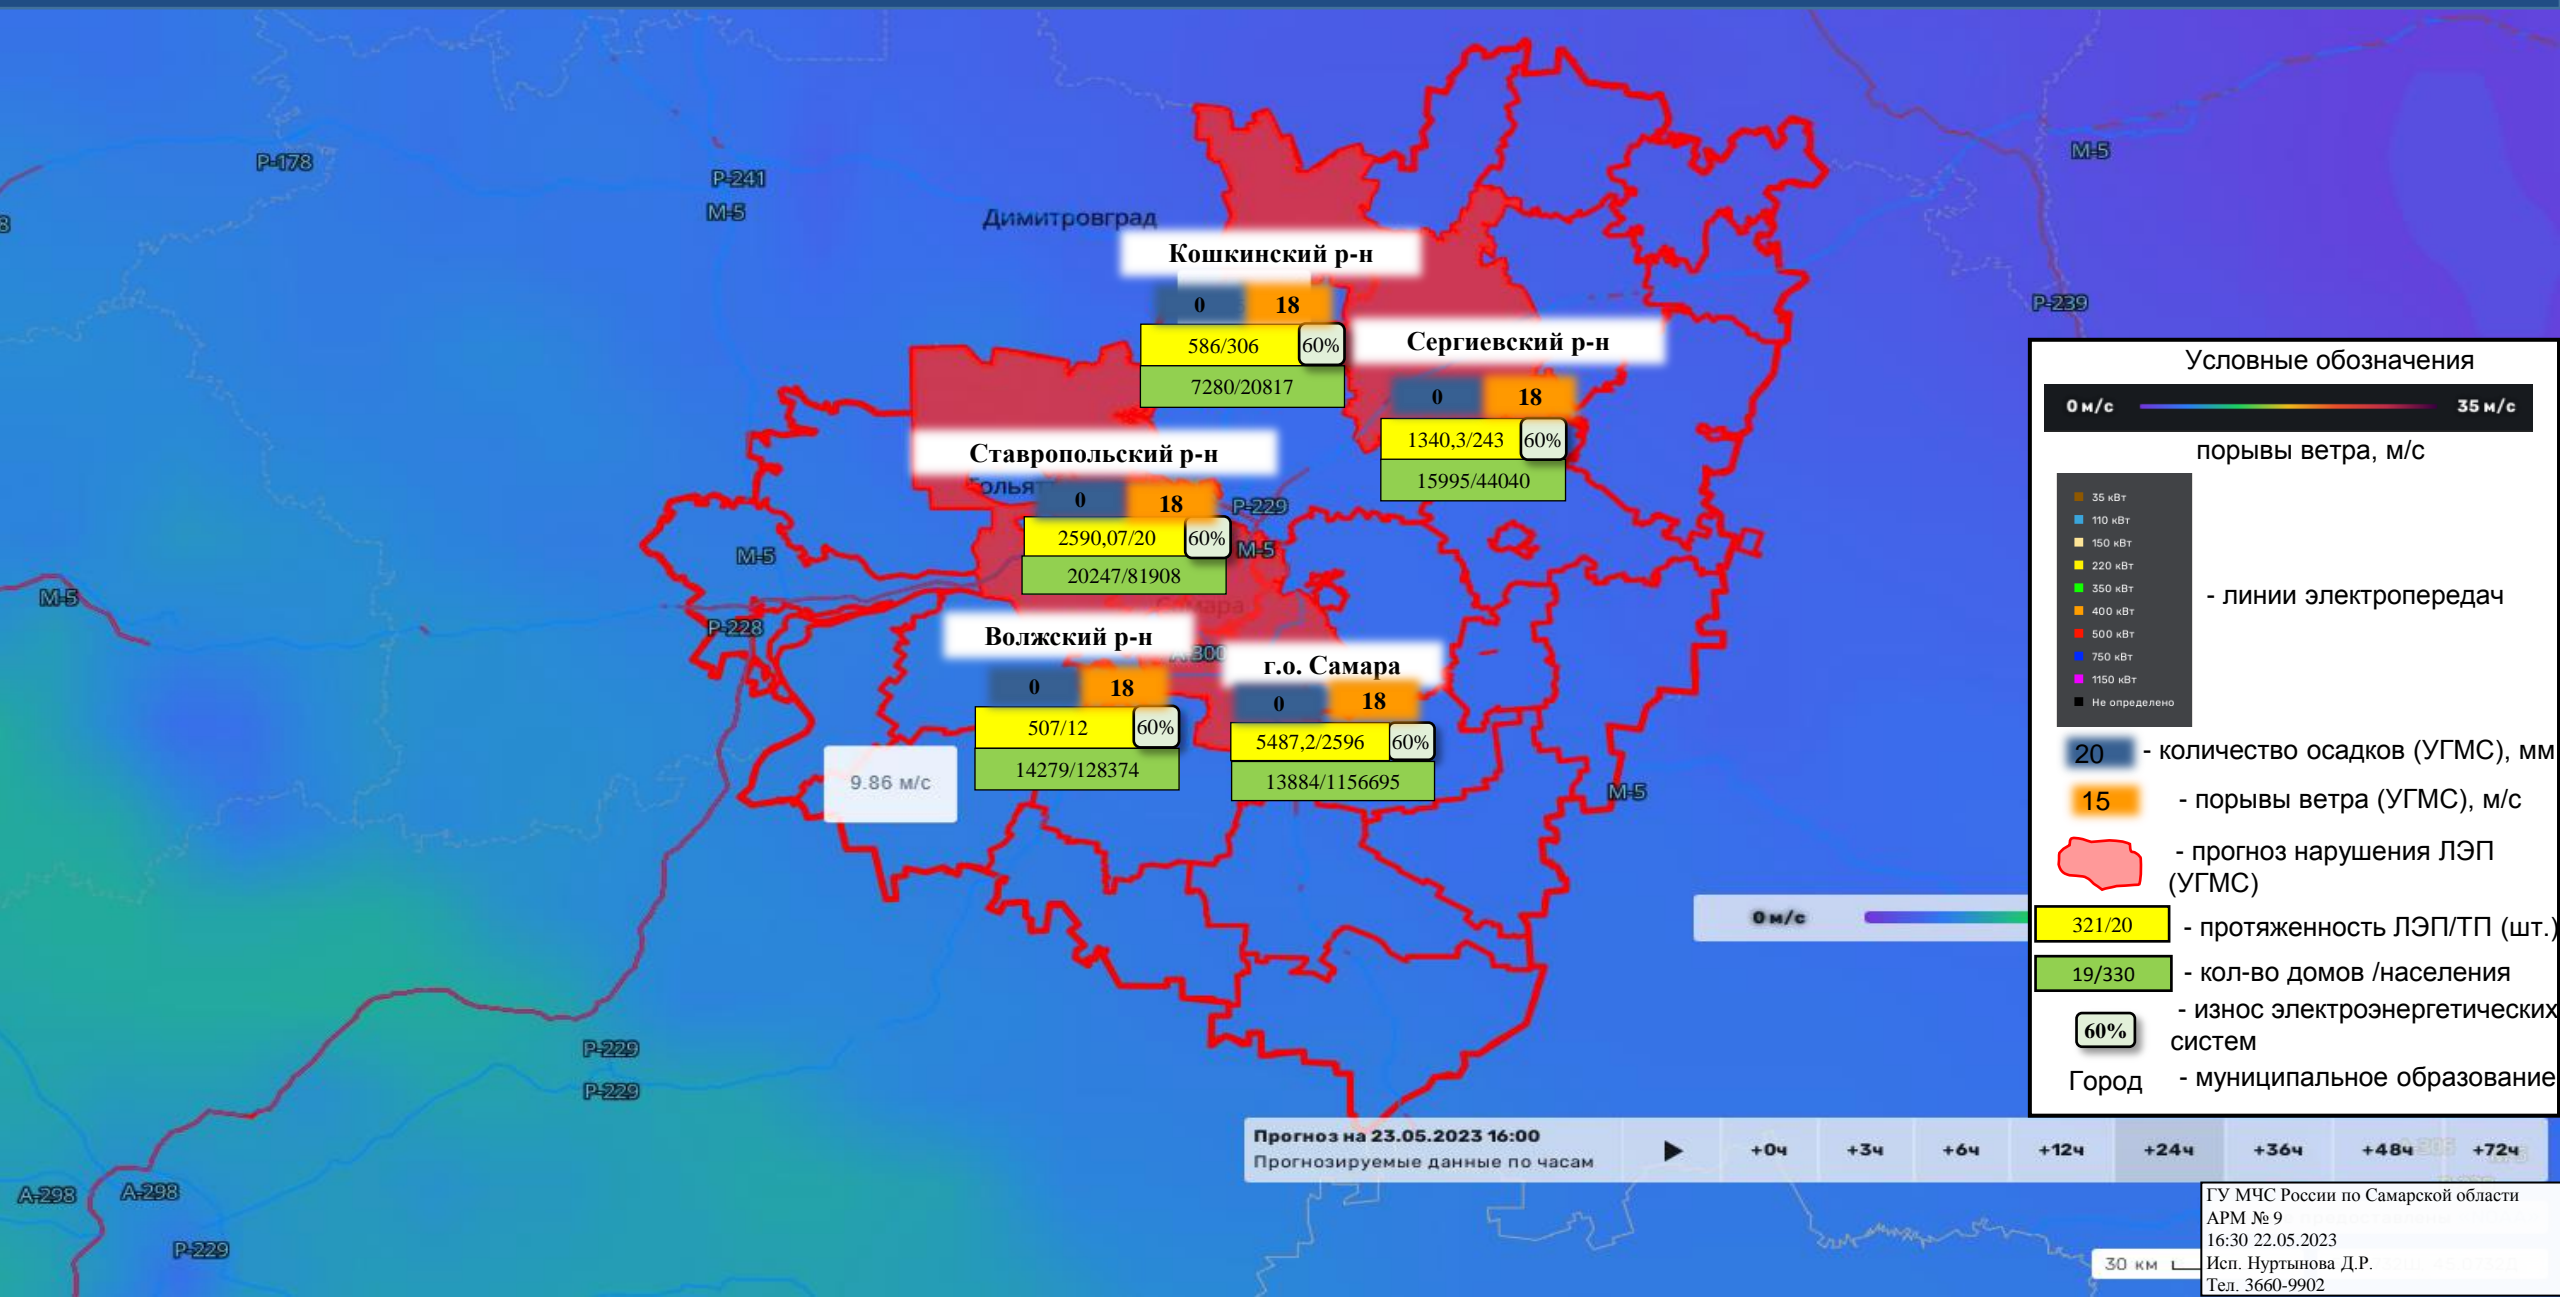 P-178
P-241
M-5
M-5
Димитровград
P-239
Кошкинский р-н
0
18
586/306
60%
7280/20817
Сергиевский р-н
0
18
1340,3/243
60%
15995/44040
Ставропольский р-н
0
18
P-229
2590,07/20
60%
M-5
20247/81908
M-5
M-5
P-228
Самара
Волжский р-н
A-300
г.о. Самара
0
18
507/12
60%
14279/128374
0
18
5487,2/2596
60%
13884/1156695
9.86 м/с
M-5
Условные обозначения
0 м/с
35 м/с
порывы ветра, м/с
35 кВт
110 кВт
150 кВт
220 кВт
350 кВт
400 кВт
500 кВт
750 кВт
1150 кВт
Не определено
- линии электропередач
20 - количество осадков (УГМС), мм
15 - порывы ветра (УГМС), м/с
- прогноз нарушения ЛЭП
(УГМС)
321/20 - протяженность ЛЭП/ТП (шт.)
19/330 - кол-во домов /населения
- износ электроэнергетических
60% систем
Город - муниципальное образование
0 м/с
P-229
P-229
A-298
A-298
P-229
Прогноз на 23.05.2023 16:00
Прогнозируемые данные по часам
+0ч
+3ч
+6ч
+12ч
+24ч
+36ч
+48ч
+72ч
30 км
ГУ МЧС России по Самарской области
АРМ № 9
16:30 22.05.2023
Исп. Нуртынова Д.Р.
Тел. 3660-9902